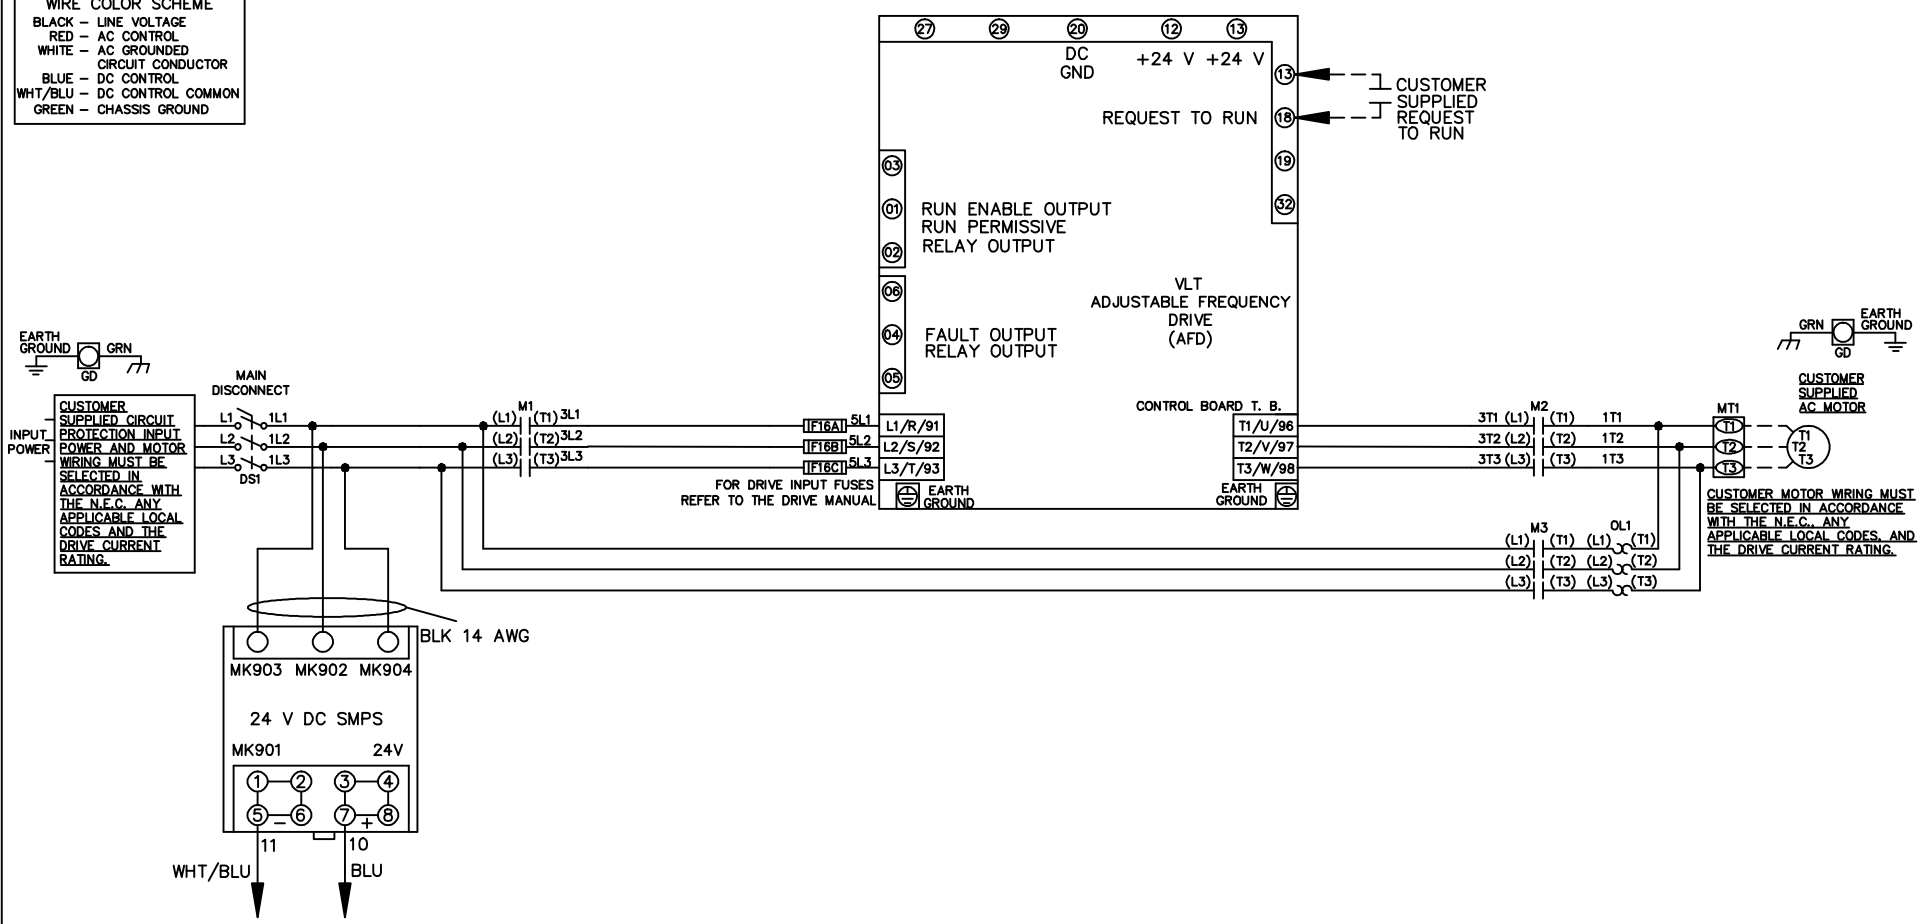 WIRE COLOR SCHEME
BLACK – LINE VOLTAGE
RED – AC CONTROL
WHITE – AC GROUNDED
CIRCUIT CONDUCTOR
BLUE – DC CONTROL
WHT/BLU – DC CONTROL COMMON
GREEN – CHASSIS GROUND
27 29 20 12 13
DC
GND
+24 V +24 V
13
REQUEST TO RUN 18
19
32
CUSTOMER
SUPPLIED
REQUEST
TO RUN
03
01
02
RUN ENABLE OUTPUT
RUN PERMISSIVE
RELAY OUTPUT
06
04
05
FAULT OUTPUT
RELAY OUTPUT
VLT
ADJUSTABLE FREQUENCY
DRIVE
(AFD)
EARTH
GROUND
GRN
GD
GRN
EARTH
GROUND
GD
INPUT
POWER
CUSTOMER
SUPPLIED CIRCUIT
PROTECTION INPUT
POWER AND MOTOR
WIRING MUST BE
SELECTED IN
ACCORDANCE WITH
THE N.E.C. ANY
APPLICABLE LOCAL
CODES AND THE
DRIVE CURRENT
RATING.
MAIN
DISCONNECT
L1 1L1
L2 1L2
L3 1L3
DS1
M1
(L1) (T1) 3L1
(L2) (T2) 3L2
(L3) (T3) 3L3
F16A 5L1
F16B 5L2
F16C 5L3
FOR DRIVE INPUT FUSES
REFER TO THE DRIVE MANUAL
L1/R/91
L2/S/92
L3/T/93
EARTH
GROUND
CONTROL BOARD T. B.
T1/U/96
T2/V/97
T3/W/98
EARTH
GROUND
M2
3T1 (L1) (T1) 1T1
3T2 (L2) (T2) 1T2
3T3 (L3) (T3) 1T3
MT1
T1
T2
T3
CUSTOMER
SUPPLIED
AC MOTOR
T1
T2
T3
CUSTOMER MOTOR WIRING MUST
BE SELECTED IN ACCORDANCE
WITH THE N.E.C., ANY
APPLICABLE LOCAL CODES, AND
THE DRIVE CURRENT RATING.
M3 OL1
(L1) (T1) (L1) (T1)
(L2) (T2) (L2) (T2)
(L3) (T3) (L3) (T3)
BLK 14 AWG
MK903 MK902 MK904
24 V DC SMPS
MK901 24V
1 2 3 4
5 6 7 8
– +
11 10
WHT/BLU BLU